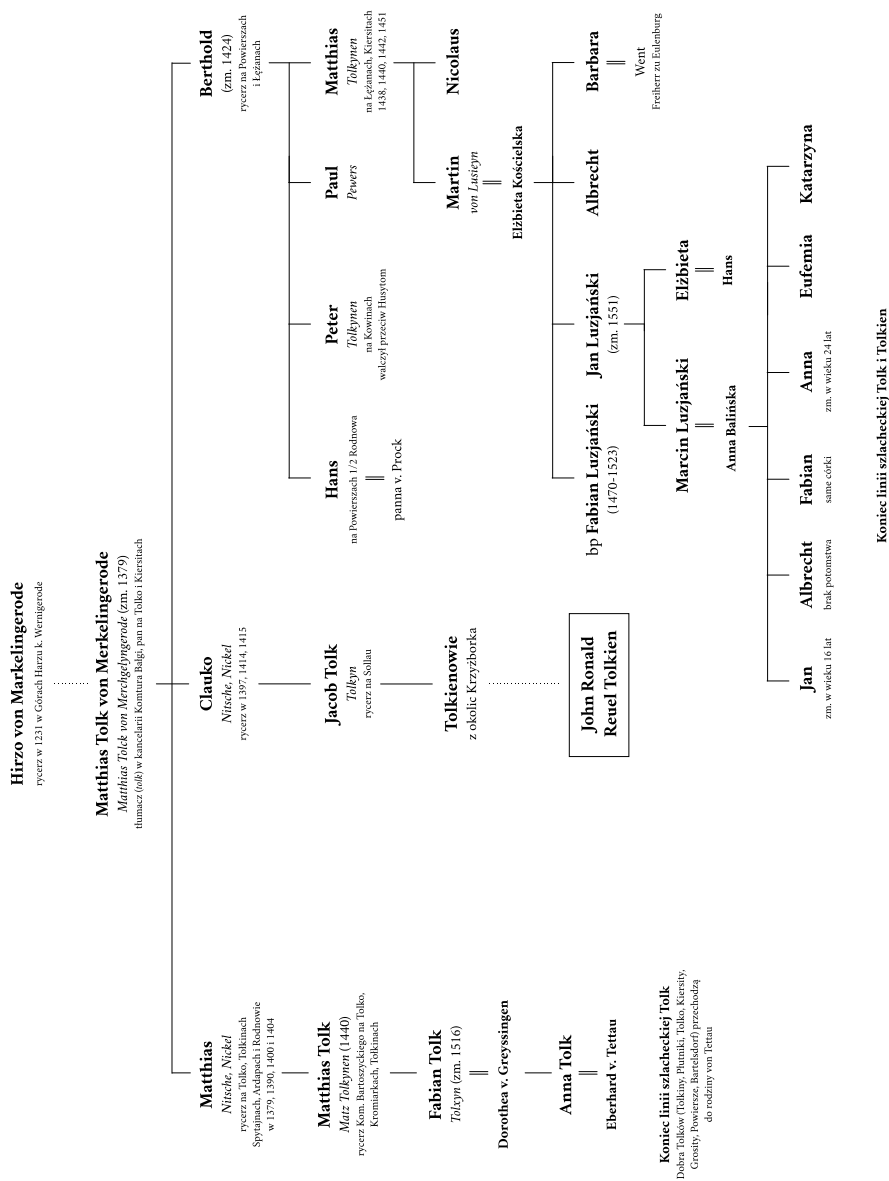 Hirzo von Markelingerode
rycerz w 1231 w Górach Harzu k. Wernigerode
Matthias Tolk von Merkelingerode
Matthias Tolck von Merchgelyngerode (zm. 1379)
tłumacz (tolk) w kancelarii Komtura Bałgi, pan na Tolko i Kiersitach
Matthias
Nitsche, Nickel
rycerz na Tolko, Tolkinach
Spytajnach, Ardapach i Rodnowie
w 1379, 1390, 1400 i 1404
Clauko
Nitsche, Nickel
rycerz w 1397, 1414, 1415
Berthold
(zm. 1424)
rycerz na Powierszach
i Łężanach
Matthias Tolk
Matz Tolkynen (1440)
rycerz Kom. Bartoszyckiego na Tolko,
Kromiarkach, Tolkinach
Jacob Tolk
Tolkyn
rycerz na Sollau
Hans
na Powierszach 1/2 Rodnowa
panna v. Prock
Peter
Tolkynen
na Kowinach
walczył przeciw Husytom
Paul
Pewers
Matthias
Tolkynen
na Łężanach, Kiersitach
1438, 1440, 1442, 1451
Fabian Tolk
Tolxyn (zm. 1516)
Dorothea v. Greyssingen
Tolkienowie
z okolic Krzyżborka
Martin
von Lusieyn
Elżbieta Kościelska
Nicolaus
Anna Tolk
Eberhard v. Tettau
John Ronald
Reuel Tolkien
bp Fabian Luzjański
(1470-1523)
Jan Luzjański
(zm. 1551)
Albrecht
Barbara
Went
Freiherr zu Eulenburg
Koniec linii szlacheckiej Tolk
Dobra Tolków (Tolkiny, Płutniki, Tolko, Kiersity,
Grosity, Powiersze, Bartelsdorf) przechodzą
do rodziny von Tettau
Marcin Luzjański
Anna Balińska
Elżbieta
Hans
Jan
zm. w wieku 16 lat
Albrecht
brak potomstwa
Fabian
same córki
Anna
zm. w wieku 24 lat
Eufemia
Katarzyna
Koniec linii szlacheckiej Tolk i Tolkien